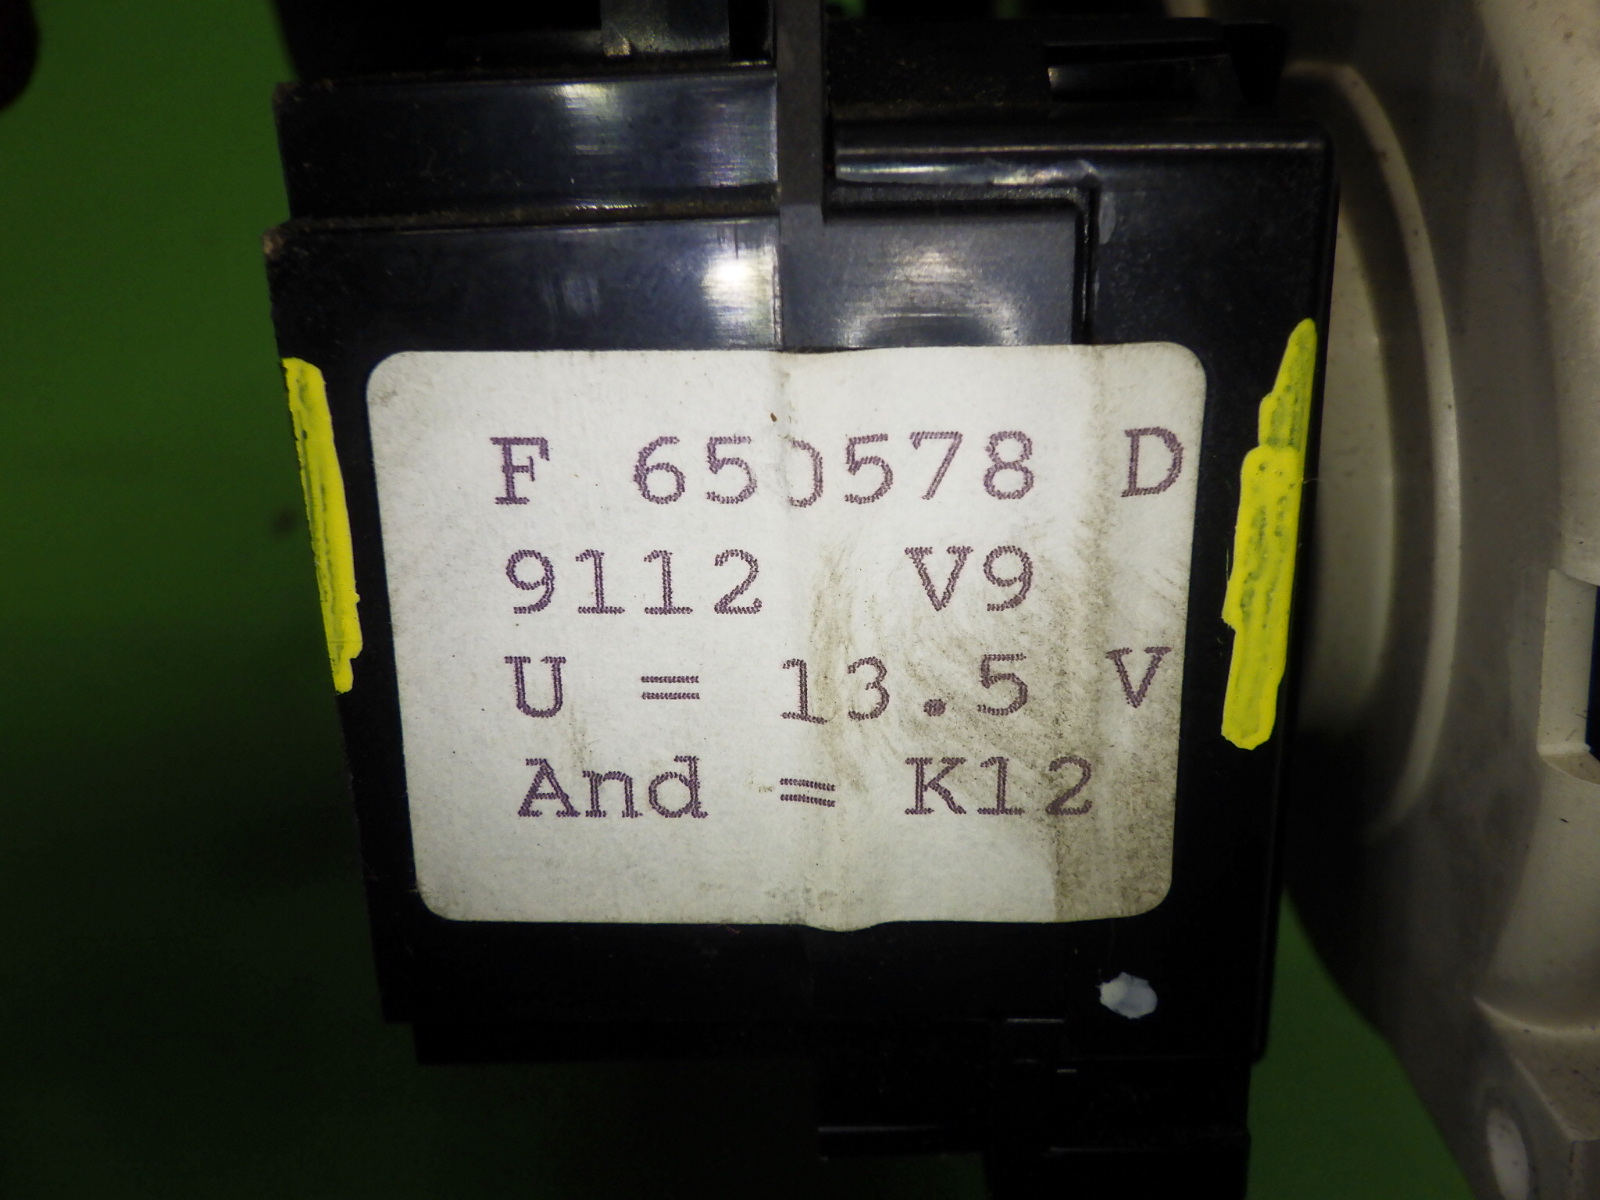 F 650578 D
9112 V9
U = 13.5 V
And = K12